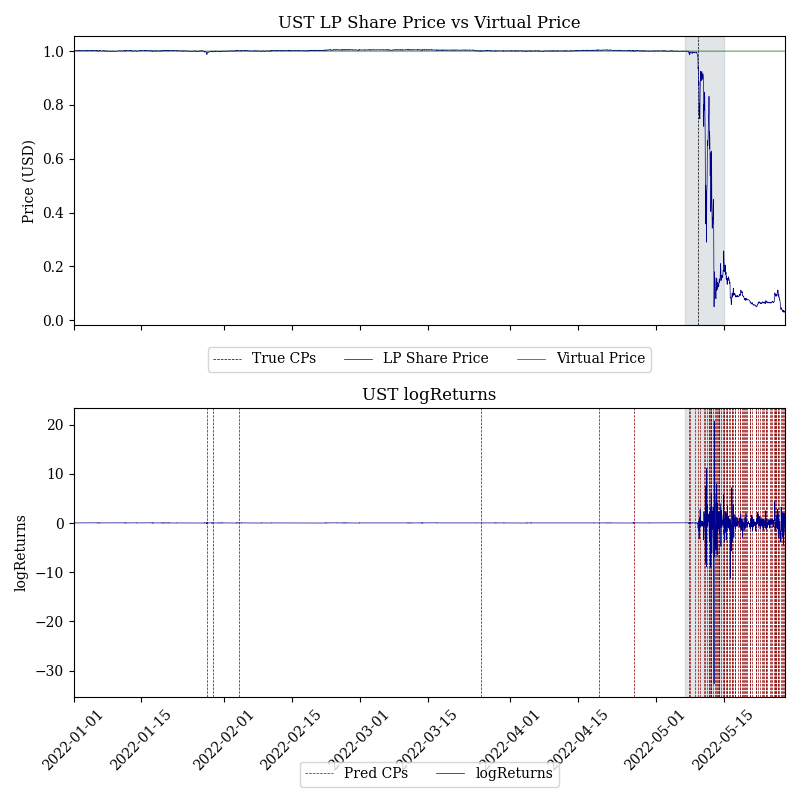 UST LP Share Price vs Virtual Price
Price (USD)
1.0
0.8
0.6
0.4
0.2
0.0
True CPs
LP Share Price
Virtual Price
UST logReturns
logReturns
20
10
0
−10
−20
−30
2022-01-01
2022-01-15
2022-02-01
2022-02-15
2022-03-01
2022-03-15
2022-04-01
2022-04-15
2022-05-01
2022-05-15
Pred CPs
logReturns